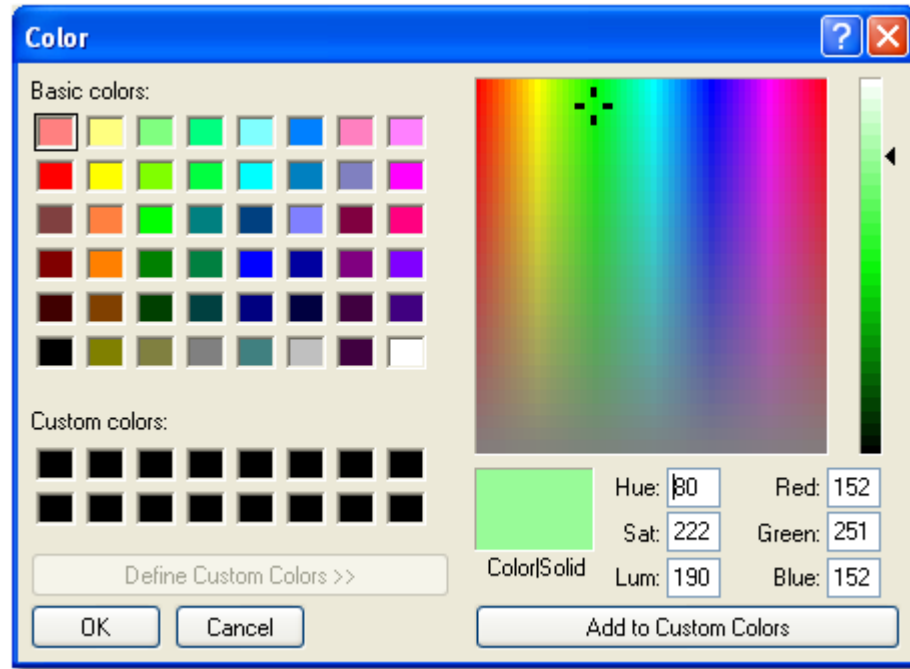 Color
Basic colors:
Custom colors:
Define Custom Colors >>
OK Cancel
Color|Solid
Hue: 80 Red: 152
Sat: 222 Green: 251
Lum: 190 Blue: 152
Add to Custom Colors